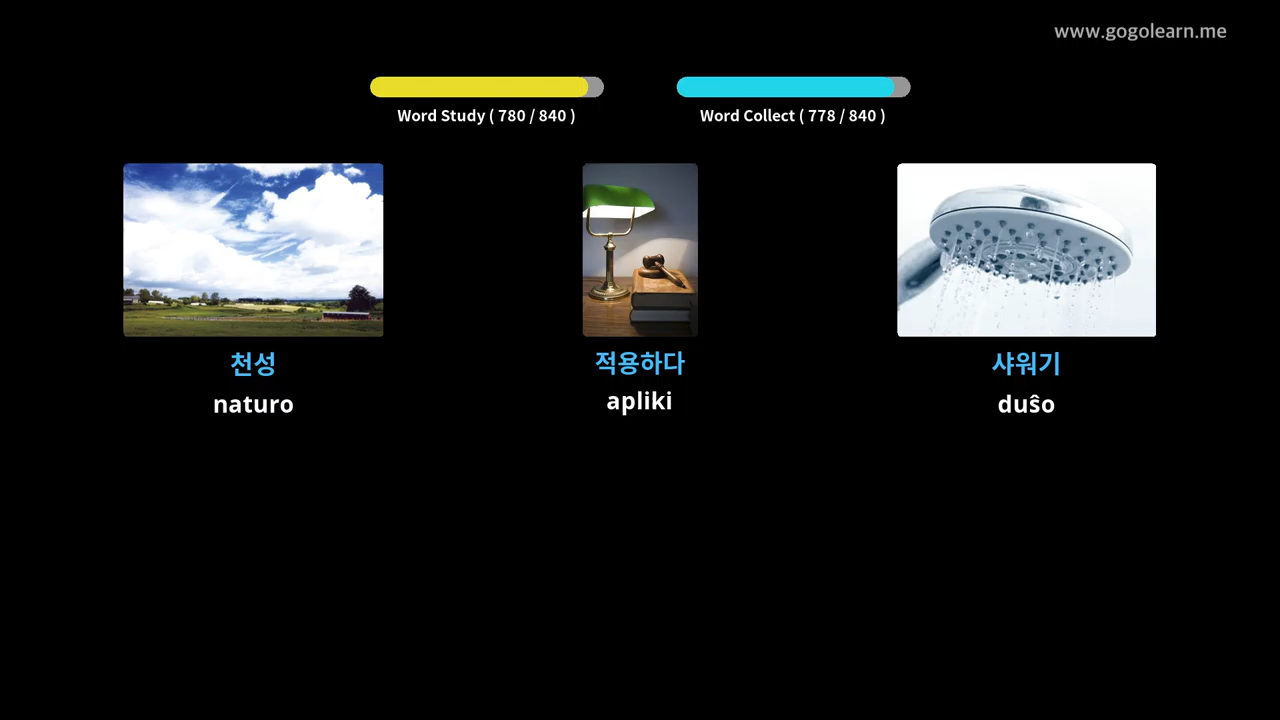 www.gogolearn.me
Word Study ( 780 / 840 )
Word Collect ( 778 / 840 )
천성
naturo
적용하다
apliki
샤워기
duŝo